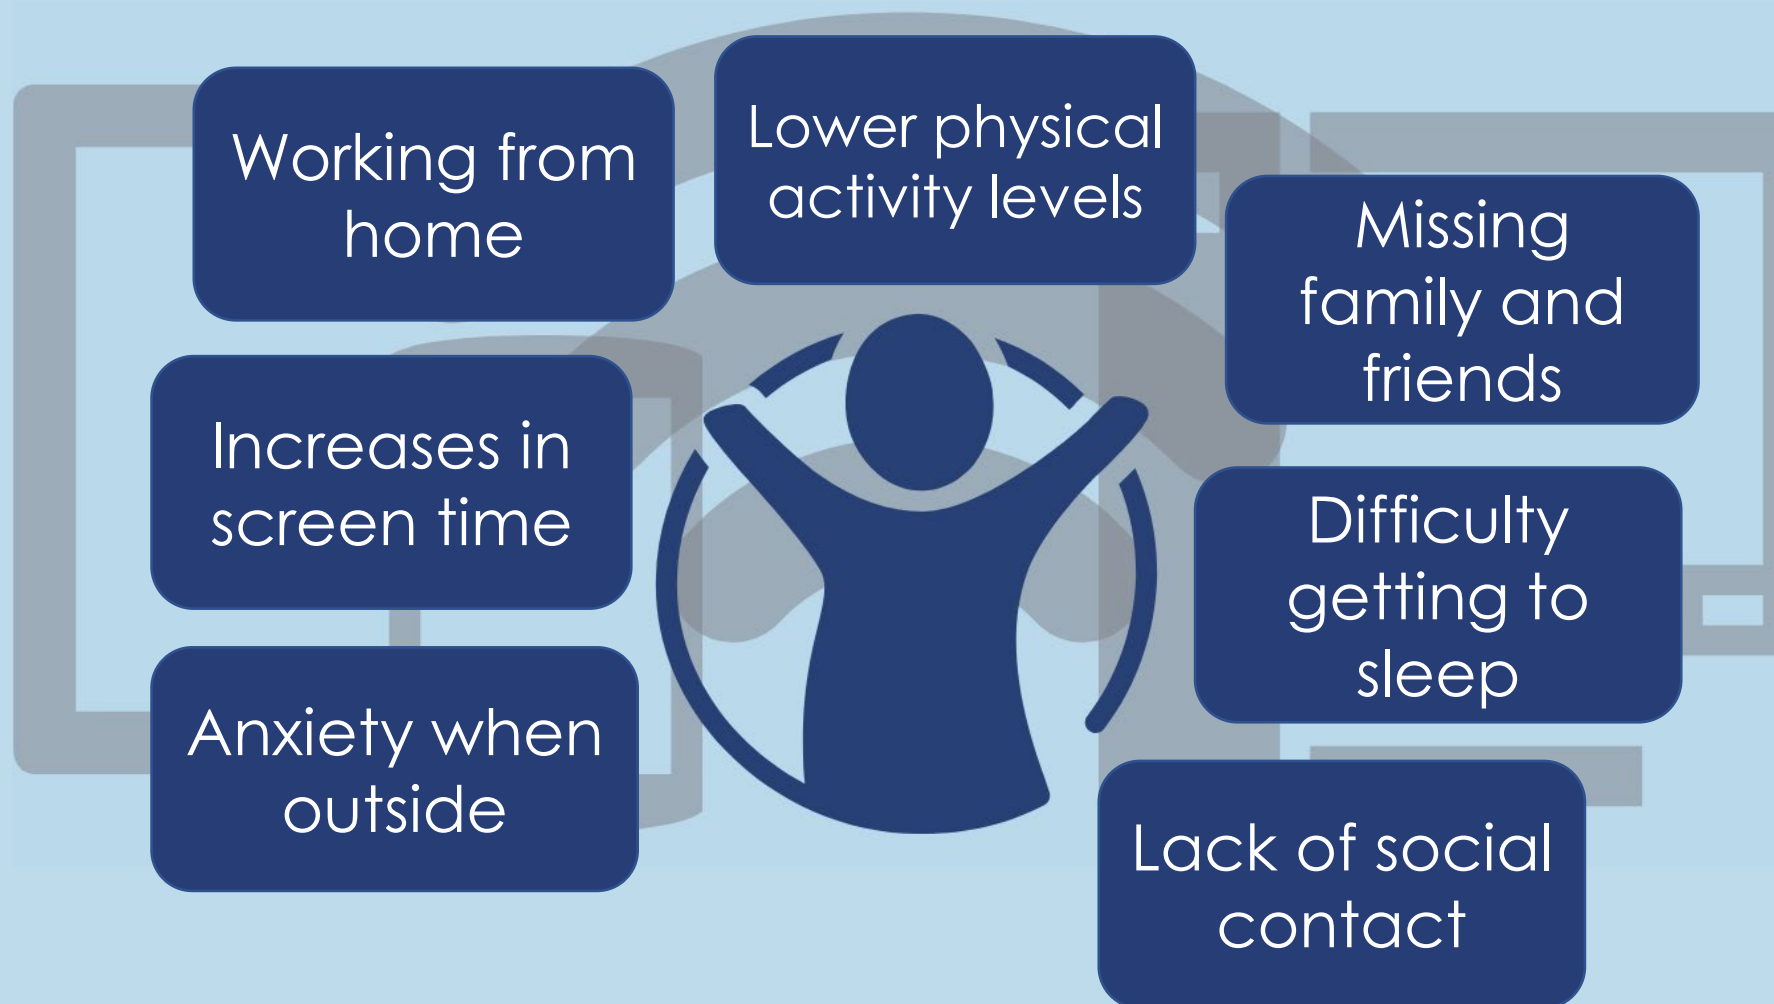 Working from
home
Lower physical
activity levels
Missing
family and
friends
Increases in
screen time
Difficulty
getting to
sleep
Anxiety when
outside
Lack of social
contact